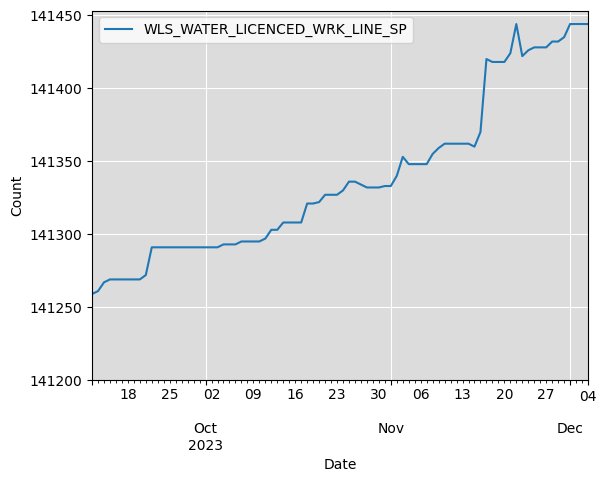 WLS_WATER_LICENCED_WRK_LINE_SP
141450
141400
141350
141300
141250
141200
Count
18 25 02 09 16 23 30 06 13 20 27 04
Oct Nov Dec
2023
Date